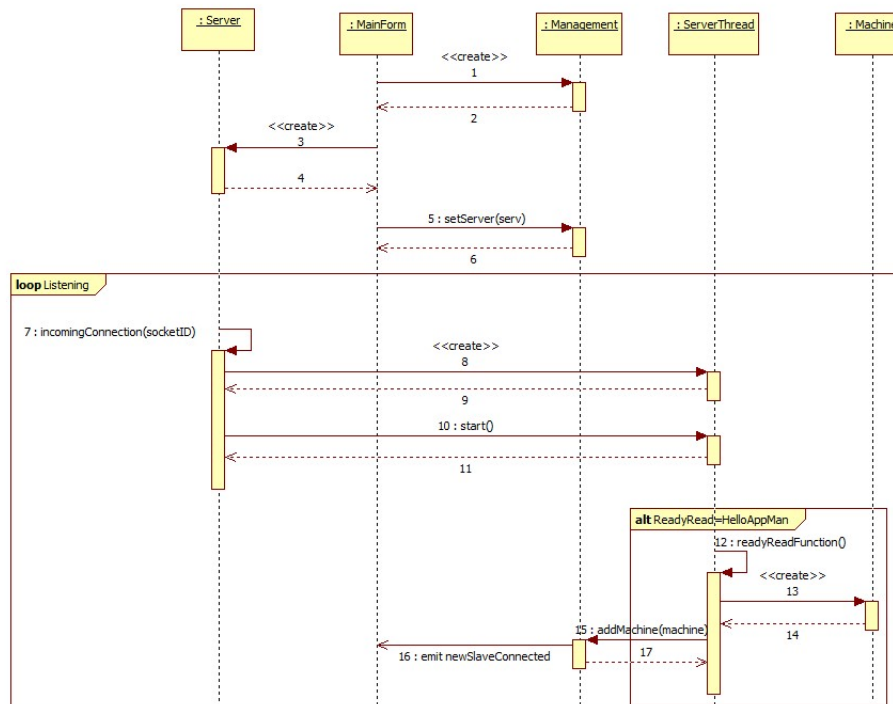 : Server
: MainForm
: Management
: ServerThread
: Machine
<<create>>
1
2
<<create>>
3
4
5 : setServer(serv)
6
loop Listening
7 : incomingConnection(socketID)
<<create>>
8
9
10 : start()
11
alt ReadyRead=HelloAppMan
12 : readyReadFunction()
<<create>>
13
14
15 : addMachine(machine)
16 : emit newSlaveConnected
17